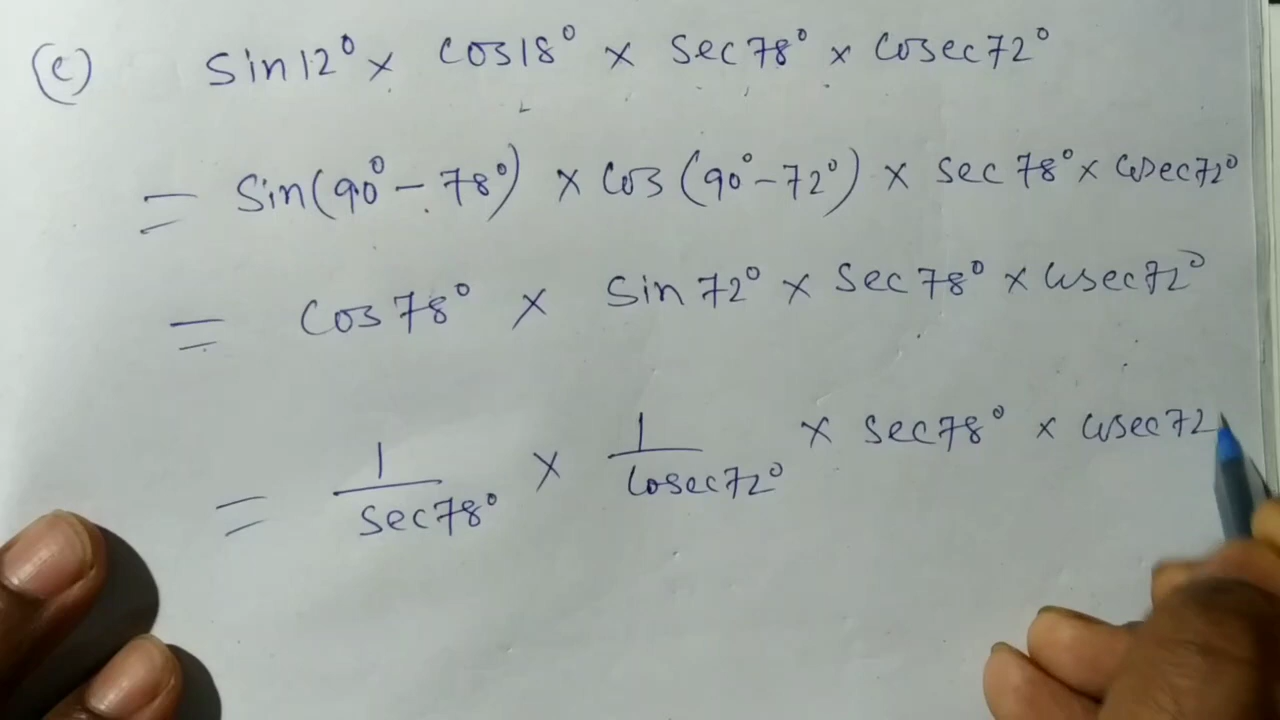 (c) sin12° × cos18° × sec78° × cosec72°
= sin(90° - 78°) × cos(90° - 72°) × sec78° × cosec72°
= cos78° × sin72° × sec78° × cosec72°
= 1/sec78° × 1/cosec72° × sec78° × cosec72